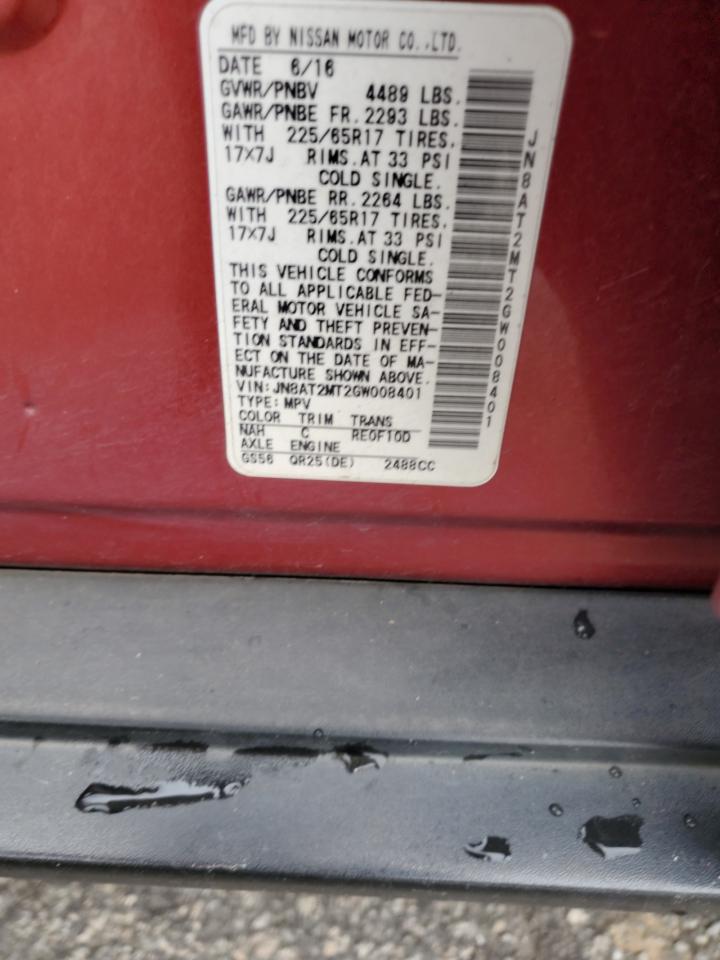 MFD BY NISSAN MOTOR CO.,LTD.
DATE 6/16
GVWR/PNBV 4489 LBS.
GAWR/PNBE FR. 2293 LBS.
WITH 225/65R17 TIRES.
17×7J RIMS. AT 33 PSI
COLD SINGLE.
GAWR/PNBE RR. 2264 LBS.
WITH 225/65R17 TIRES.
17×7J RIMS. AT 33 PSI
COLD SINGLE.
THIS VEHICLE CONFORMS
TO ALL APPLICABLE FED-
ERAL MOTOR VEHICLE SA-
FETY AND THEFT PREVEN-
TION STANDARDS IN EFF-
ECT ON THE DATE OF MA-
NUFACTURE SHOWN ABOVE.
VIN: JN8AT2MT2GW008401
TYPE: MPV
COLOR TRIM TRANS
NAH C RE0F10D
AXLE ENGINE
GS56 QR25(DE) 2488CC
JN8AT2MT2GW008401